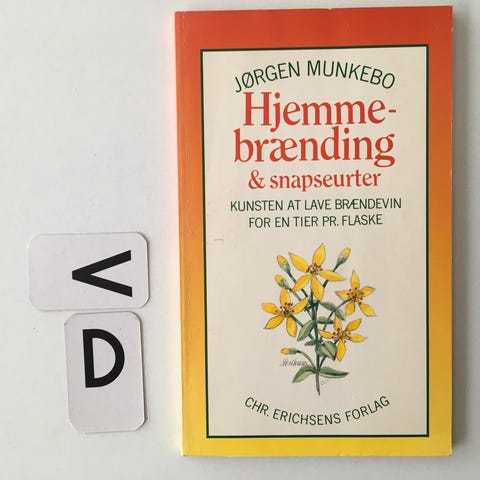 JØRGEN MUNKEBO
Hjemme-
brænding
& snapseurter
KUNSTEN AT LAVE BRÆNDEVIN
FOR EN TIER PR. FLASKE
CHR. ERICHSENS FORLAG
V
D